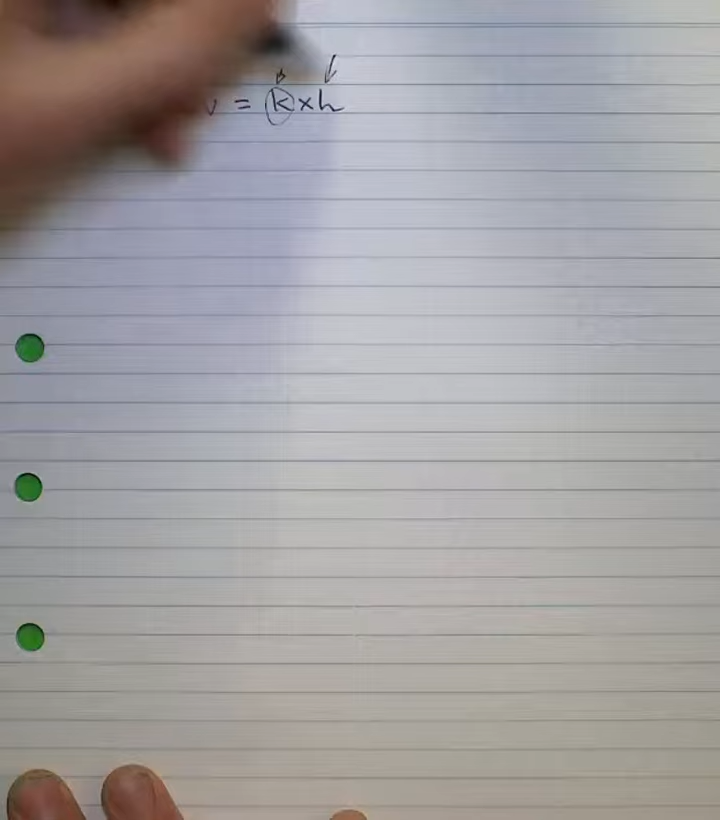 v = k × h